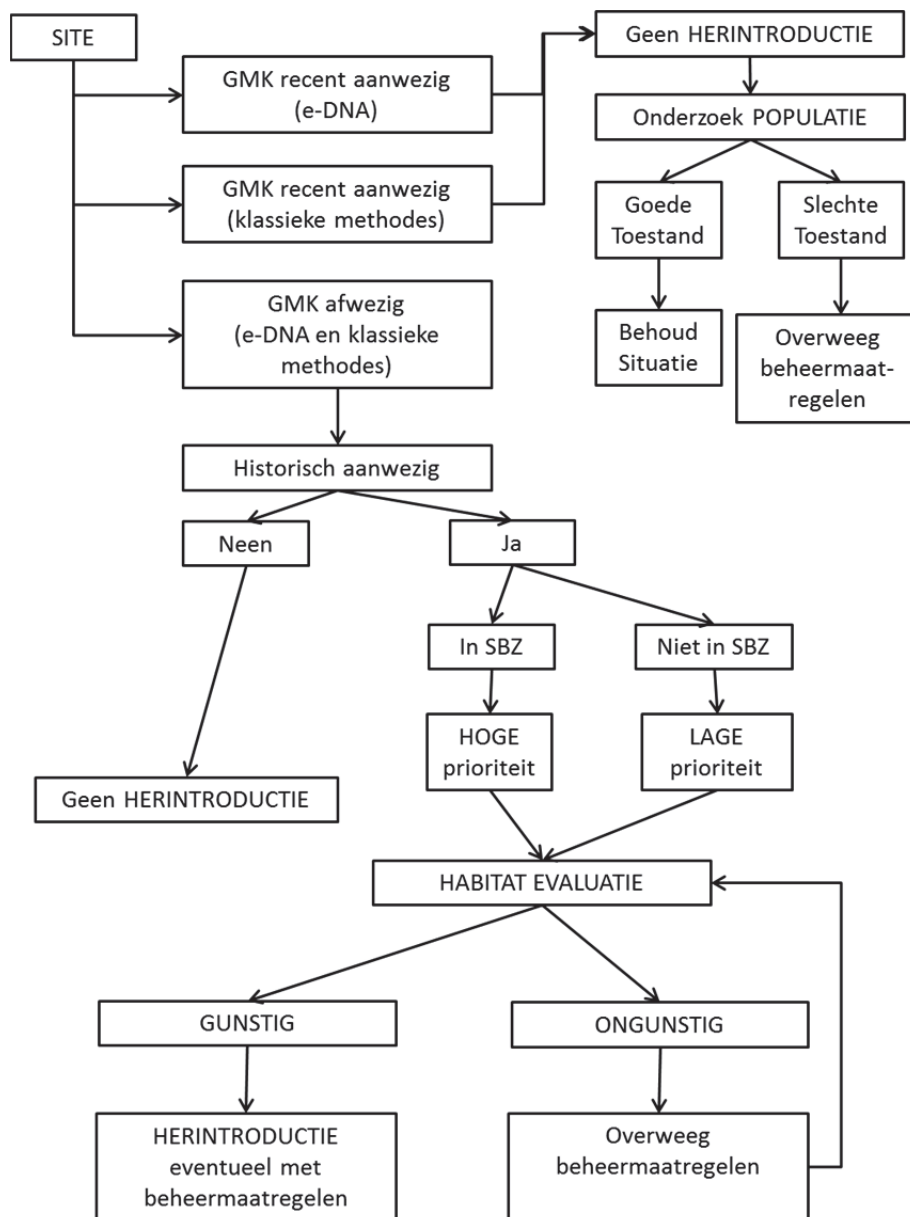 SITE
GMK recent aanwezig
(e-DNA)
GMK recent aanwezig
(klassieke methodes)
GMK afwezig
(e-DNA en klassieke
methodes)
Geen HERINTRODUCTIE
Onderzoek POPULATIE
Goede
Toestand
Slechte
Toestand
Behoud
Situatie
Overweeg
beheermaat-
regelen
Historisch aanwezig
Neen
Ja
In SBZ
Niet in SBZ
HOGE
prioriteit
LAGE
prioriteit
Geen HERINTRODUCTIE
HABITAT EVALUATIE
GUNSTIG
ONGUNSTIG
HERINTRODUCTIE
eventueel met
beheermaatregelen
Overweeg
beheermaatregelen